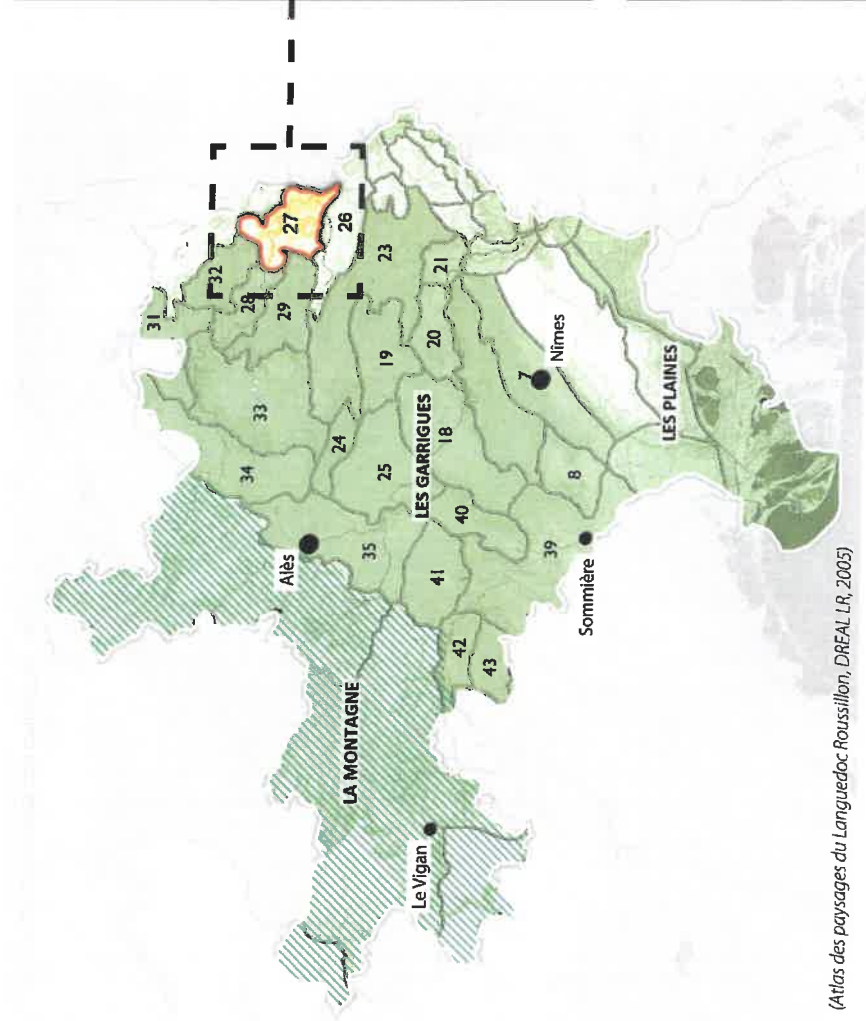 31
32
28
27
29
26
34
33
23
24
19
21
20
Alès
25
LES GARRIGUES
18
7
Nîmes
35
40
8
LES PLAINES
41
39
Sommière
42
43
LA MONTAGNE
Le Vigan
(Atlas des paysages du Languedoc Roussillon, DREAL LR, 2005)